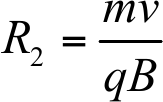 R₂ = mv / qB